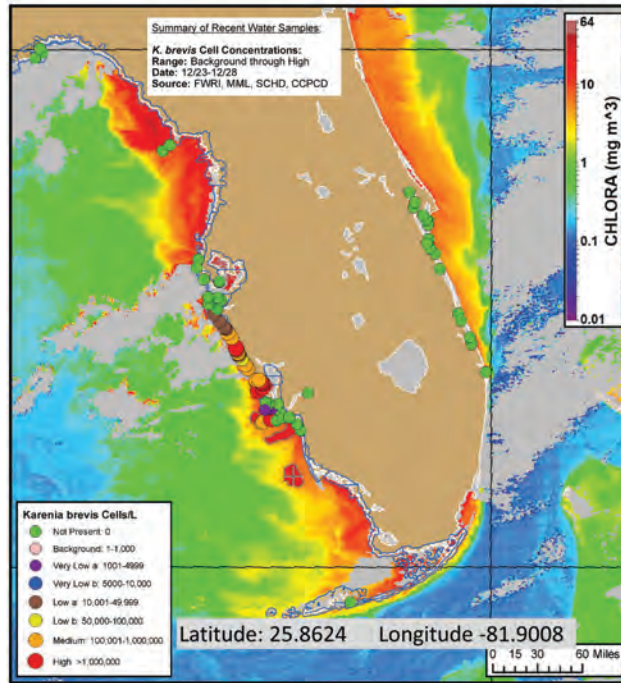 Summary of Recent Water Samples:
K. brevis Cell Concentrations:
Range: Background through High
Date: 12/23-12/28
Source: FWRI, MML, SCHD, CCPCD
64
10
1
0.1
0.01
CHLORA (mg m^3)
Karenia brevis Cells/L
Not Present: 0
Background: 1-1,000
Very Low a: 1001-4999
Very Low b: 5000-10,000
Low a: 10,001-49,999
Low b: 50,000-100,000
Medium: 100,001-1,000,000
High >1,000,000
Latitude: 25.8624 Longitude -81.9008
0 15 30 60 Miles